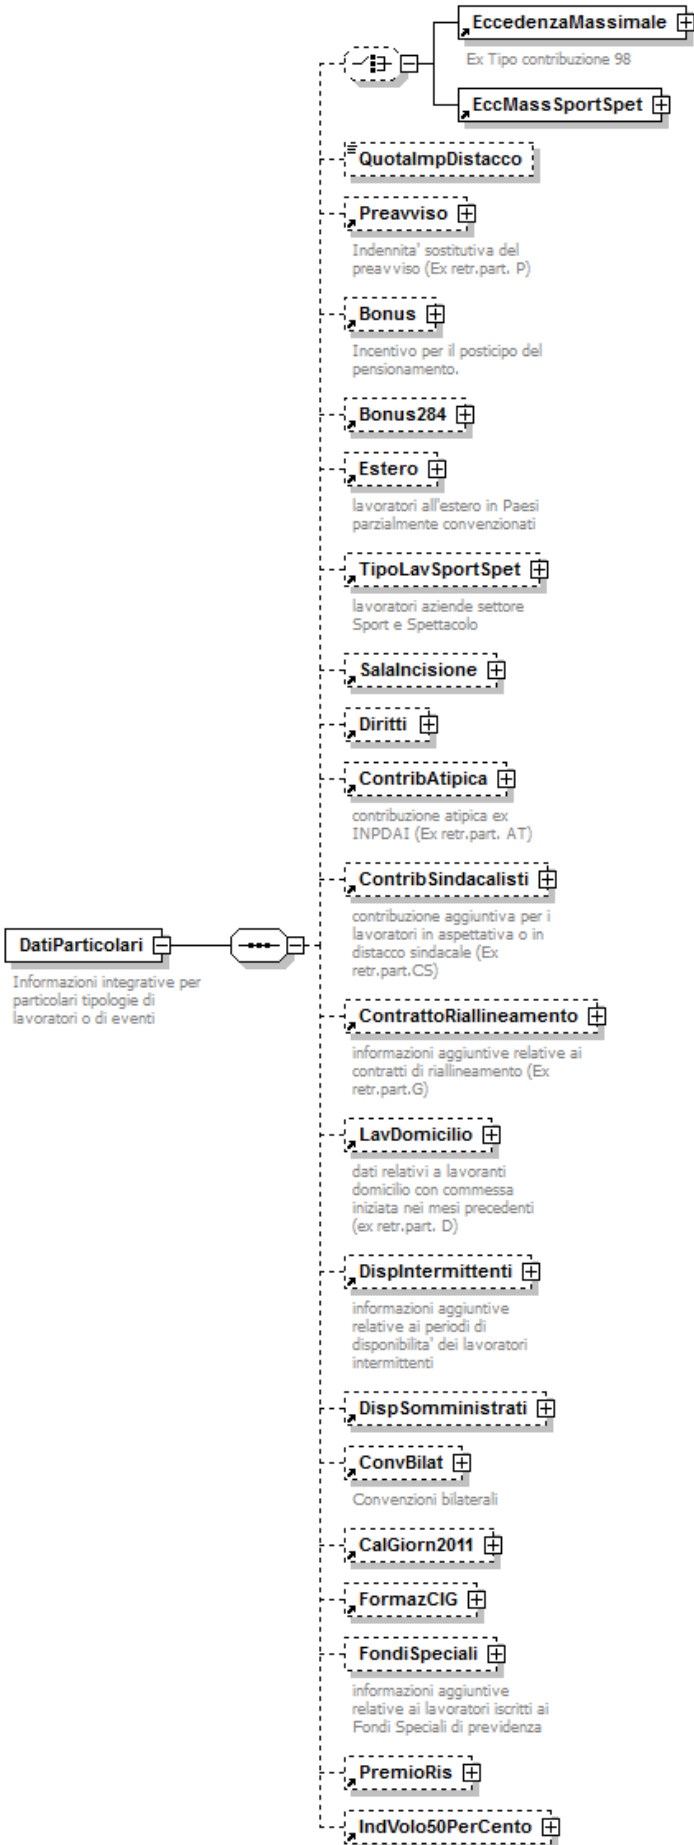 EccedenzaMassimale
Ex Tipo contribuzione 98
EccMassSportSpet
QuotaImpDistacco
Preavviso
Indennita' sostitutiva del
preavviso (Ex retr.part. P)
Bonus
Incentivo per il posticipo del
pensionamento.
Bonus284
Estero
lavoratori all'estero in Paesi
parzialmente convenzionati
TipoLavSportSpet
lavoratori aziende settore
Sport e Spettacolo
SalaIncisione
Diritti
ContribAtipica
contribuzione atipica ex
INPDAI (Ex retr.part. AT)
ContribSindacalisti
contribuzione aggiuntiva per i
lavoratori in aspettativa o in
distacco sindacale (Ex
retr.part.CS)
DatiParticolari
Informazioni integrative per
particolari tipologie di
lavoratori o di eventi
ContrattoRiallineamento
informazioni aggiuntive relative ai
contratti di riallineamento (Ex
retr.part.G)
LavDomicilio
dati relativi a lavoranti
domicilio con commessa
iniziata nei mesi precedenti
(ex retr.part. D)
DispIntermittenti
informazioni aggiuntive
relative ai periodi di
disponibilita' dei lavoratori
intermittenti
DispSomministrati
ConvBilat
Convenzioni bilaterali
CalGiorn2011
FormazCIG
FondiSpeciali
informazioni aggiuntive
relative ai lavoratori iscritti ai
Fondi Speciali di previdenza
PremioRis
IndVolo50PerCento